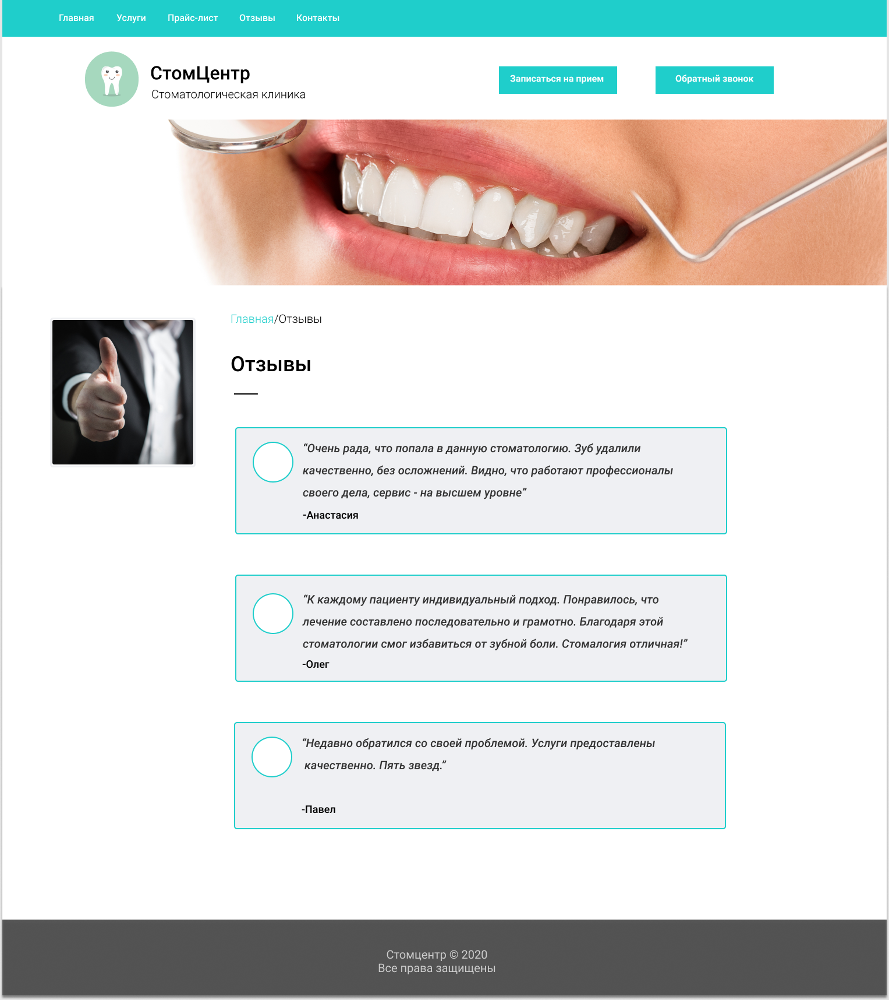 Главная Услуги Прайс-лист Отзывы Контакты
СтомЦентр
Стоматологическая клиника
Записаться на прием
Обратный звонок
Главная/Отзывы
Отзывы
“Очень рада, что попала в данную стоматологию. Зуб удалили
качественно, без осложнений. Видно, что работают профессионалы
своего дела, сервис - на высшем уровне”
-Анастасия
“К каждому пациенту индивидуальный подход. Понравилось, что
лечение составлено последовательно и грамотно. Благодаря этой
стоматологии смог избавиться от зубной боли. Стомалогия отличная!”
-Олег
“Недавно обратился со своей проблемой. Услуги предоставлены
качественно. Пять звезд.”
-Павел
Стомцентр © 2020
Все права защищены